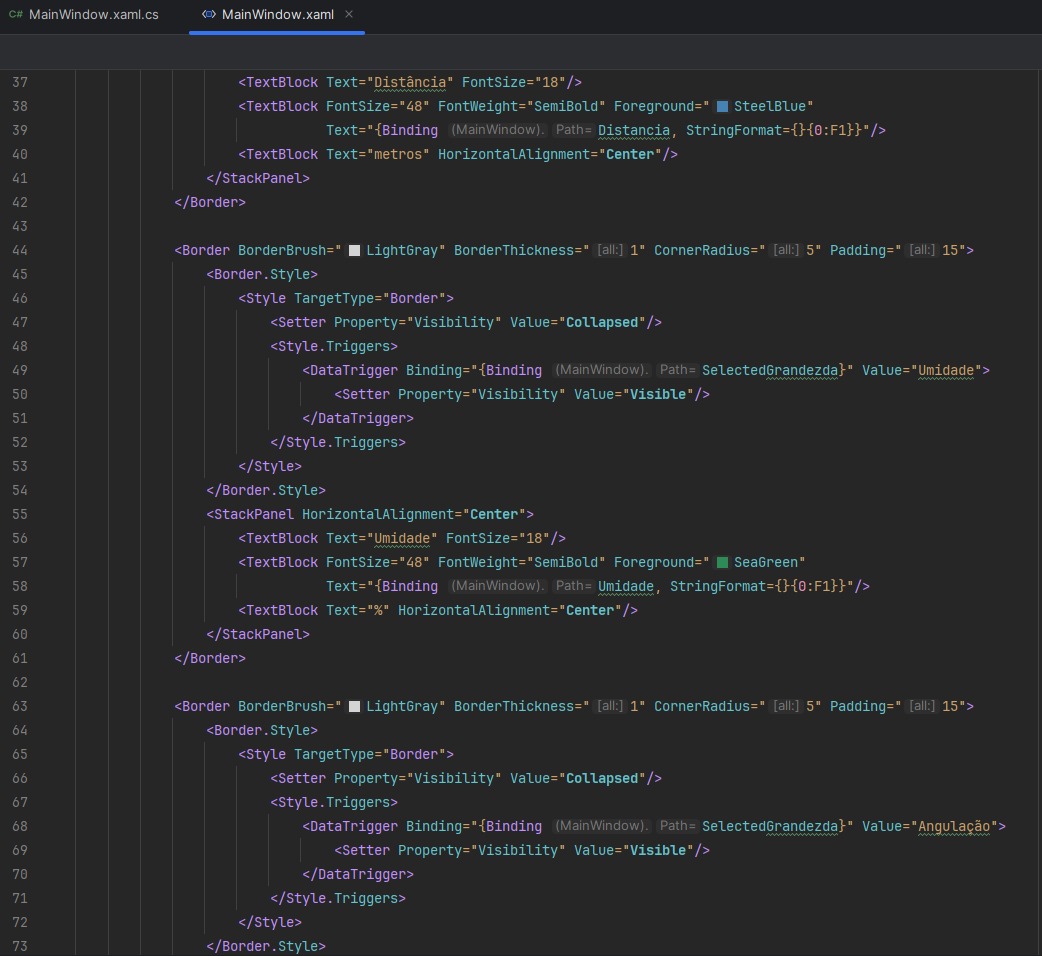 C# MainWindow.xaml.cs MainWindow.xaml ×
37 <TextBlock Text="Distância" FontSize="18"/>
38 <TextBlock FontSize="48" FontWeight="SemiBold" Foreground="SteelBlue"
39 Text="{Binding (MainWindow). Path= Distancia, StringFormat={}{0:F1}}"/>
40 <TextBlock Text="metros" HorizontalAlignment="Center"/>
41 </StackPanel>
42 </Border>
43
44 <Border BorderBrush="LightGray" BorderThickness="[all:] 1" CornerRadius="[all:] 5" Padding="[all:] 15">
45 <Border.Style>
46 <Style TargetType="Border">
47 <Setter Property="Visibility" Value="Collapsed"/>
48 <Style.Triggers>
49 <DataTrigger Binding="{Binding (MainWindow). Path= SelectedGrandezda}" Value="Umidade">
50 <Setter Property="Visibility" Value="Visible"/>
51 </DataTrigger>
52 </Style.Triggers>
53 </Style>
54 </Border.Style>
55 <StackPanel HorizontalAlignment="Center">
56 <TextBlock Text="Umidade" FontSize="18"/>
57 <TextBlock FontSize="48" FontWeight="SemiBold" Foreground="SeaGreen"
58 Text="{Binding (MainWindow). Path= Umidade, StringFormat={}{0:F1}}"/>
59 <TextBlock Text="%" HorizontalAlignment="Center"/>
60 </StackPanel>
61 </Border>
62
63 <Border BorderBrush="LightGray" BorderThickness="[all:] 1" CornerRadius="[all:] 5" Padding="[all:] 15">
64 <Border.Style>
65 <Style TargetType="Border">
66 <Setter Property="Visibility" Value="Collapsed"/>
67 <Style.Triggers>
68 <DataTrigger Binding="{Binding (MainWindow). Path= SelectedGrandezda}" Value="Angulação">
69 <Setter Property="Visibility" Value="Visible"/>
70 </DataTrigger>
71 </Style.Triggers>
72 </Style>
73 </Border.Style>